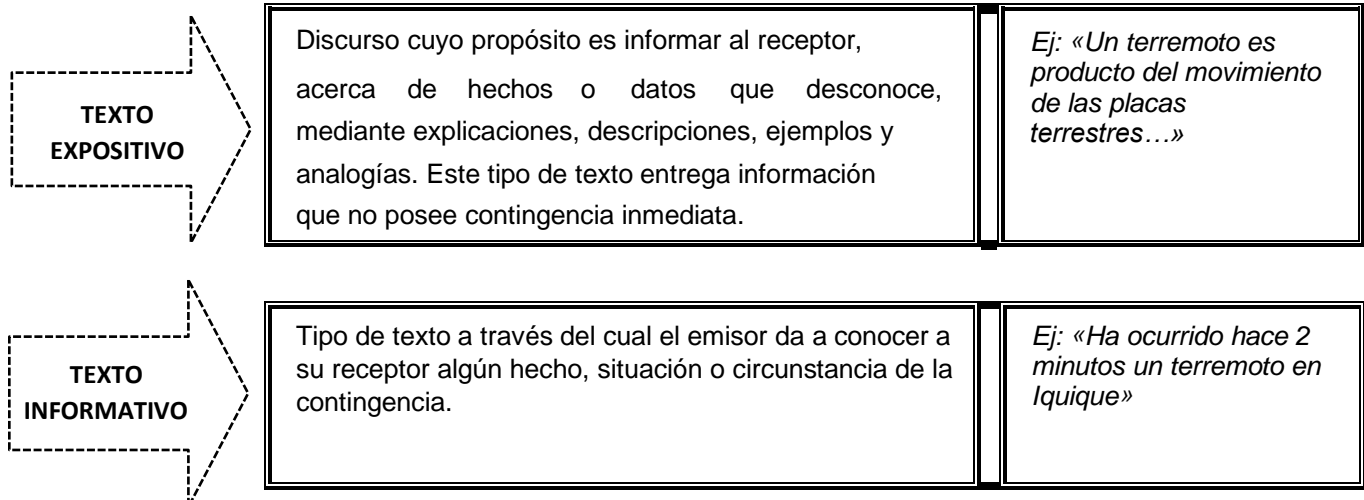 TEXTO
EXPOSITIVO
Discurso cuyo propósito es informar al receptor,
acerca de hechos o datos que desconoce,
mediante explicaciones, descripciones, ejemplos y
analogías. Este tipo de texto entrega información
que no posee contingencia inmediata.
Ej: «Un terremoto es
producto del movimiento
de las placas
terrestres…»
TEXTO
INFORMATIVO
Tipo de texto a través del cual el emisor da a conocer a
su receptor algún hecho, situación o circunstancia de la
contingencia.
Ej: «Ha ocurrido hace 2
minutos un terremoto en
Iquique»